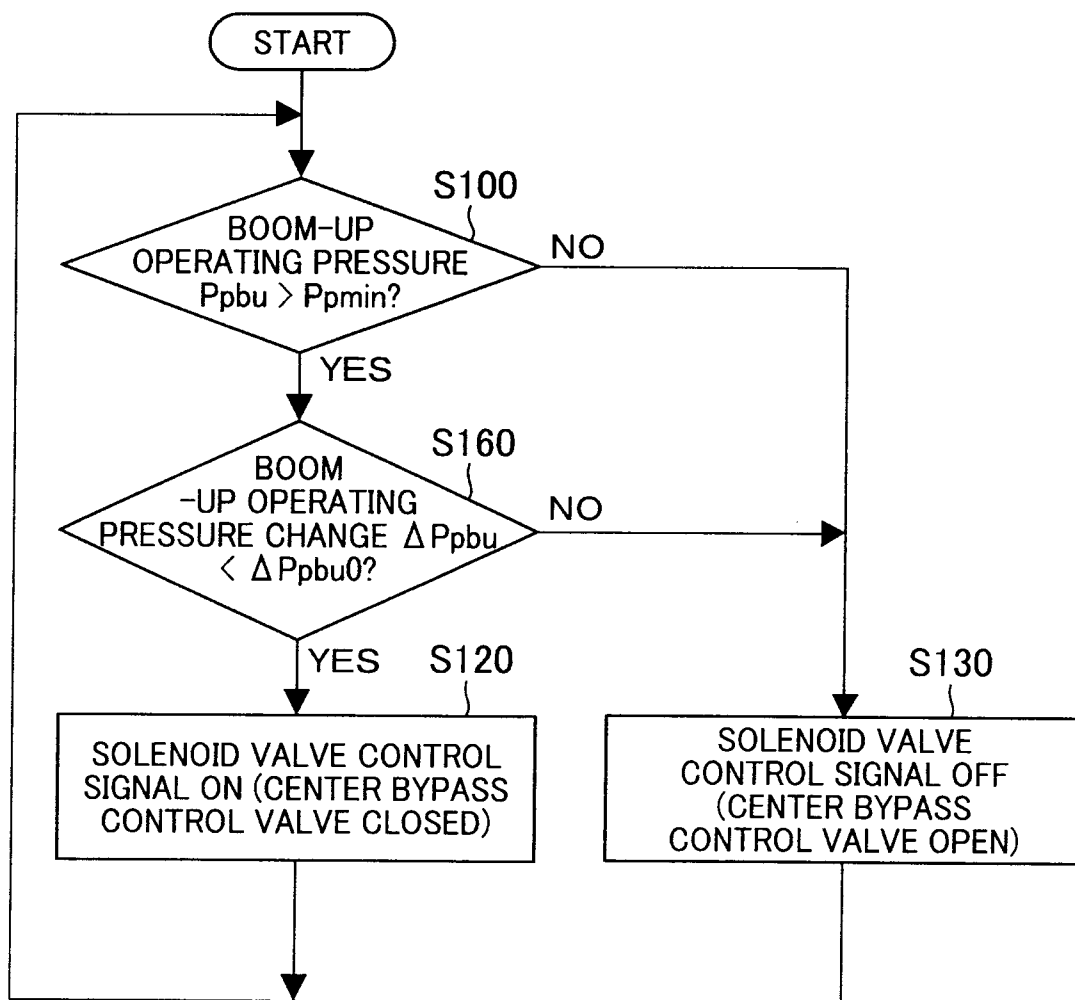 START
S100
BOOM-UP
OPERATING PRESSURE
Ppbu > Ppmin?
NO
YES
S160
BOOM
-UP OPERATING
PRESSURE CHANGE Δ Ppbu
< Δ Ppbu0?
NO
YES
S120
SOLENOID VALVE CONTROL
SIGNAL ON (CENTER BYPASS
CONTROL VALVE CLOSED)
S130
SOLENOID VALVE
CONTROL SIGNAL OFF
(CENTER BYPASS
CONTROL VALVE OPEN)